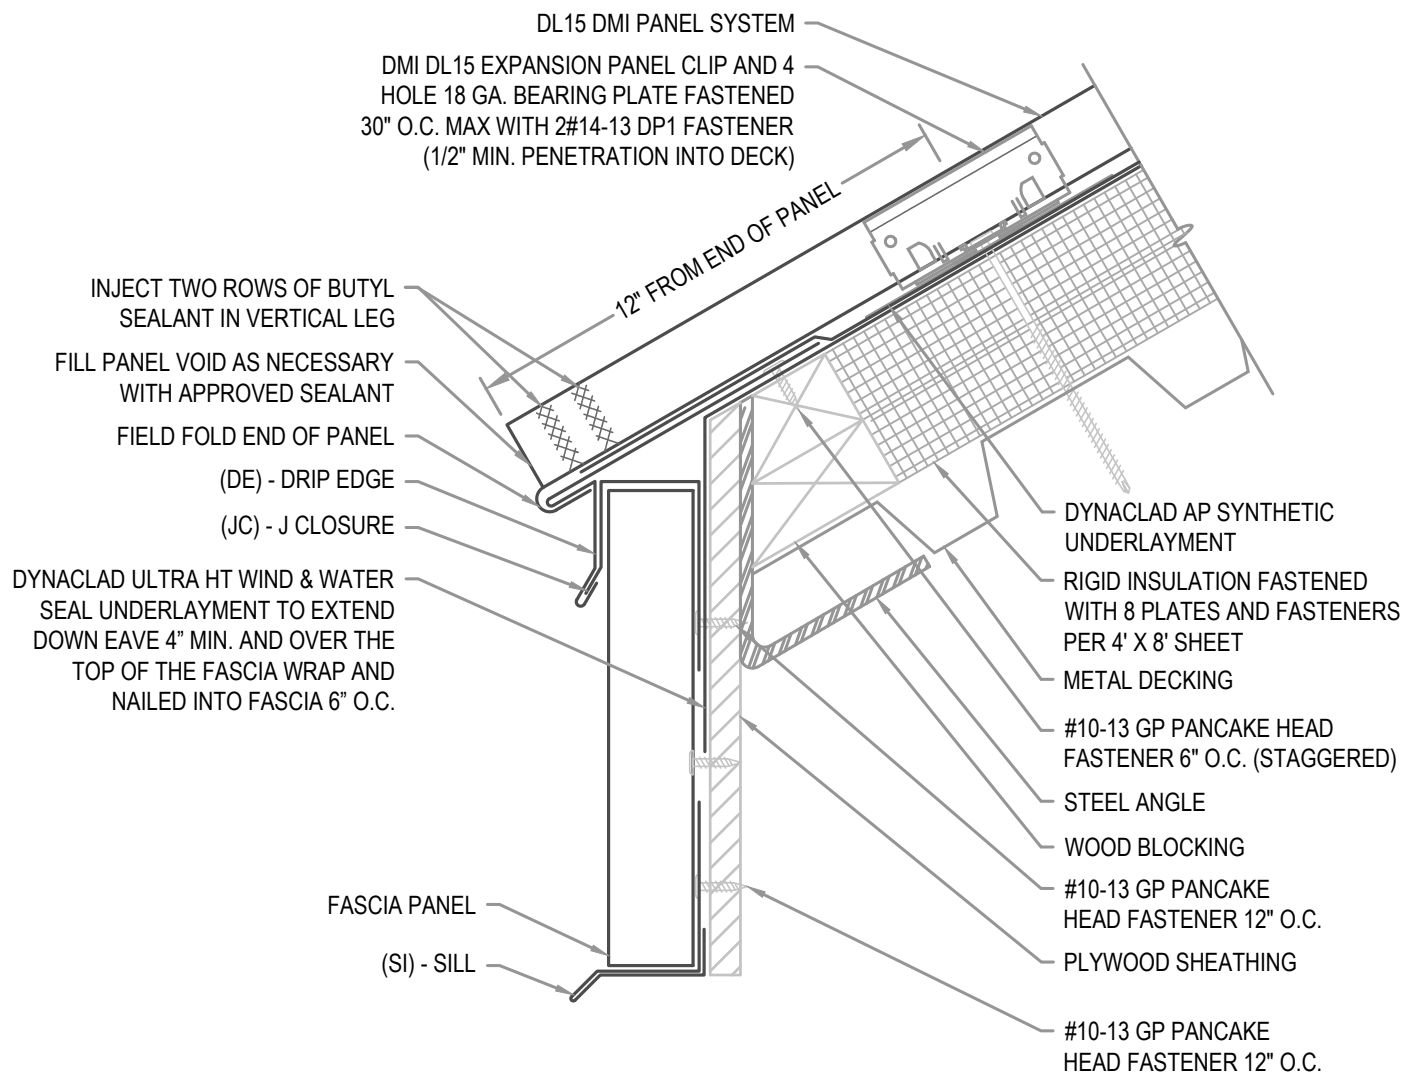 DL15 DMI PANEL SYSTEM
DMI DL15 EXPANSION PANEL CLIP AND 4
HOLE 18 GA. BEARING PLATE FASTENED
30" O.C. MAX WITH 2#14-13 DP1 FASTENER
(1/2" MIN. PENETRATION INTO DECK)
12" FROM END OF PANEL
INJECT TWO ROWS OF BUTYL
SEALANT IN VERTICAL LEG
FILL PANEL VOID AS NECESSARY
WITH APPROVED SEALANT
FIELD FOLD END OF PANEL
(DE) - DRIP EDGE
(JC) - J CLOSURE
DYNACLAD ULTRA HT WIND & WATER
SEAL UNDERLAYMENT TO EXTEND
DOWN EAVE 4” MIN. AND OVER THE
TOP OF THE FASCIA WRAP AND
NAILED INTO FASCIA 6” O.C.
FASCIA PANEL
(SI) - SILL
DYNACLAD AP SYNTHETIC
UNDERLAYMENT
RIGID INSULATION FASTENED
WITH 8 PLATES AND FASTENERS
PER 4' X 8' SHEET
METAL DECKING
#10-13 GP PANCAKE HEAD
FASTENER 6" O.C. (STAGGERED)
STEEL ANGLE
WOOD BLOCKING
#10-13 GP PANCAKE
HEAD FASTENER 12" O.C.
PLYWOOD SHEATHING
#10-13 GP PANCAKE
HEAD FASTENER 12" O.C.